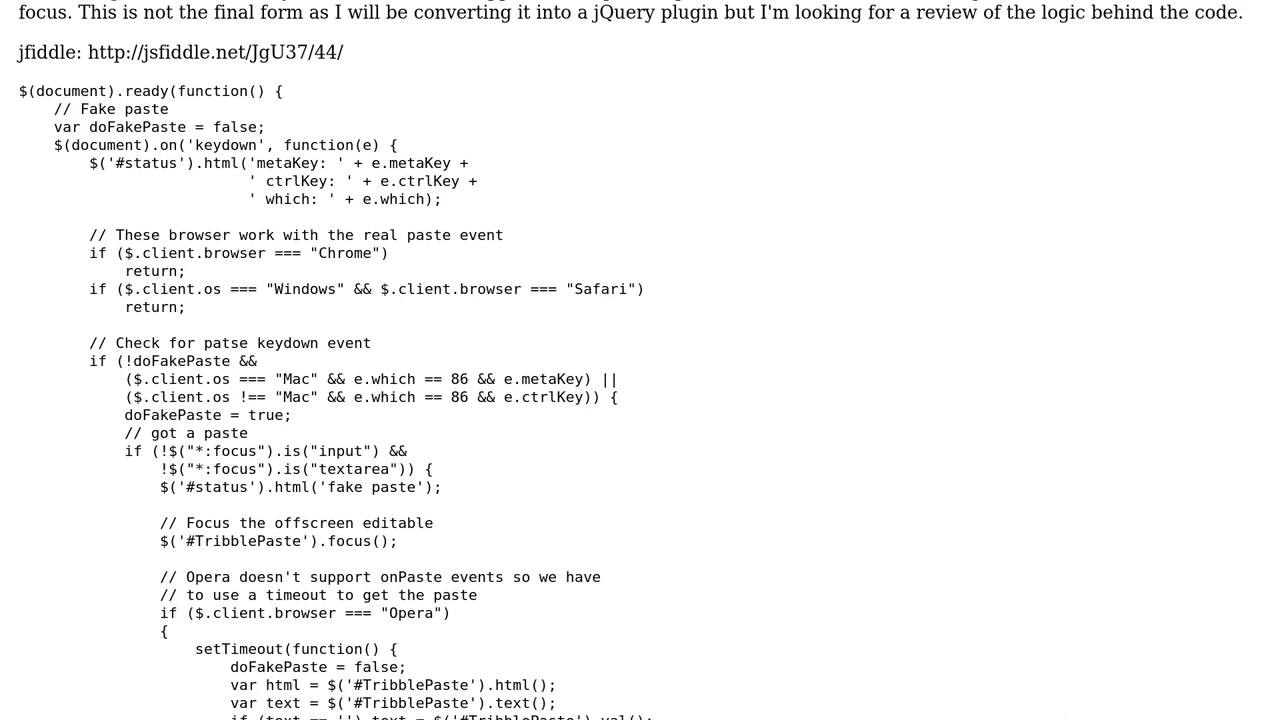 focus. This is not the final form as I will be converting it into a jQuery plugin but I'm looking for a review of the logic behind the code.
jfiddle: http://jsfiddle.net/JgU37/44/
$(document).ready(function() {
    // Fake paste
    var doFakePaste = false;
    $(document).on('keydown', function(e) {
        $('#status').html('metaKey: ' + e.metaKey +
                          ' ctrlKey: ' + e.ctrlKey +
                          ' which: ' + e.which);
        // These browser work with the real paste event
        if ($.client.browser === "Chrome")
            return;
        if ($.client.os === "Windows" && $.client.browser === "Safari")
            return;
        // Check for patse keydown event
        if (!doFakePaste &&
            ($.client.os === "Mac" && e.which == 86 && e.metaKey) ||
            ($.client.os !== "Mac" && e.which == 86 && e.ctrlKey)) {
            doFakePaste = true;
            // got a paste
            if (!$("*:focus").is("input") &&
                !$("*:focus").is("textarea")) {
                $('#status').html('fake paste');
                // Focus the offscreen editable
                $('#TribblePaste').focus();
                // Opera doesn't support onPaste events so we have
                // to use a timeout to get the paste
                if ($.client.browser === "Opera")
                {
                    setTimeout(function() {
                        doFakePaste = false;
                        var html = $('#TribblePaste').html();
                        var text = $('#TribblePaste').text();
                        if (text == '') text = $('#TribblePaste').val();